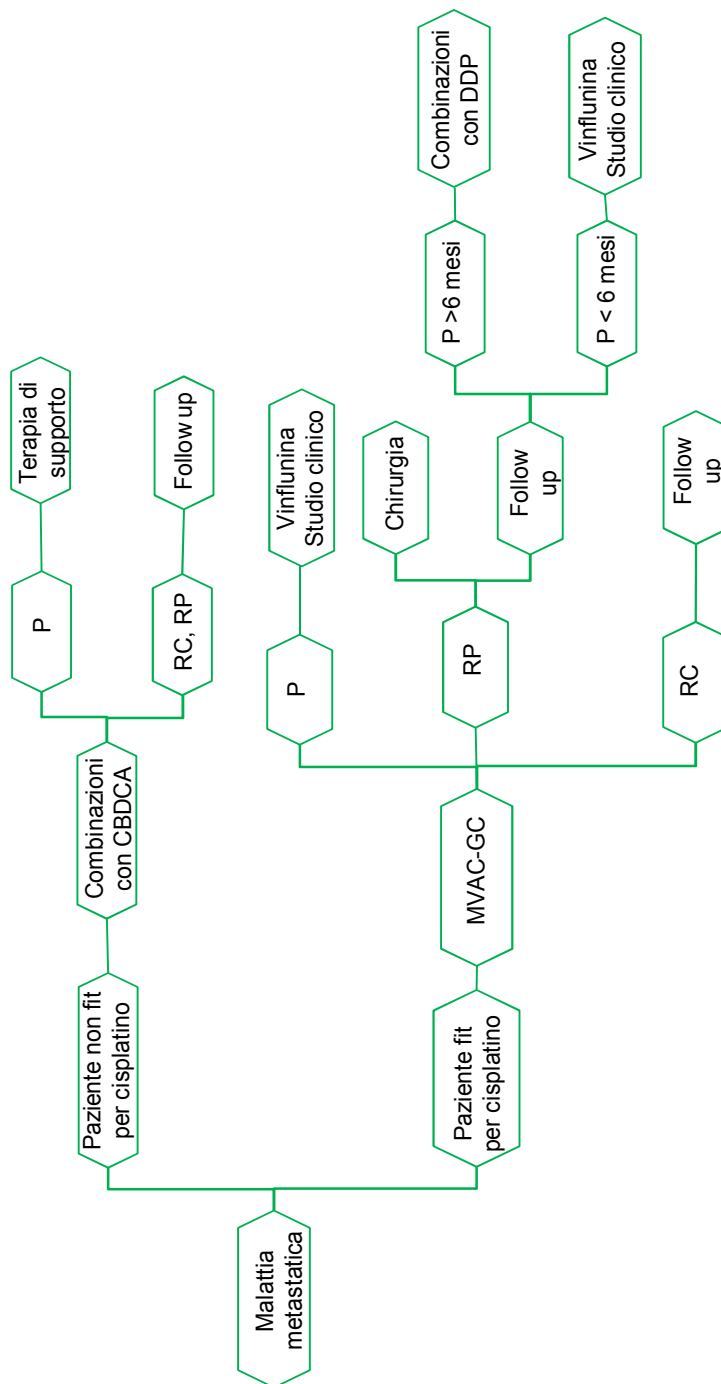 Malattia
metastatica
Paziente non fit
per cisplatino
Combinazioni
con CBDCA
P
Terapia di
supporto
RC, RP
Follow up
Paziente fit
per cisplatino
MVAC-GC
P
Vinflunina
Studio clinico
RP
Chirurgia
Follow
up
P >6 mesi
Combinazioni
con DDP
P < 6 mesi
Vinflunina
Studio clinico
RC
Follow
up